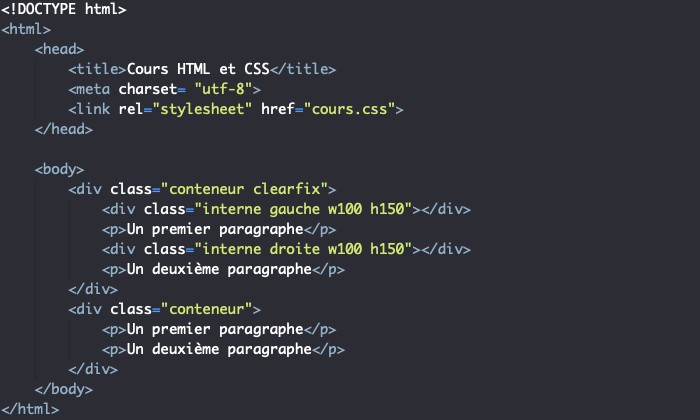 <!DOCTYPE html>
<html>
<head>
<title>Cours HTML et CSS</title>
<meta charset= "utf-8">
<link rel="stylesheet" href="cours.css">
</head>
<body>
<div class="conteneur clearfix">
<div class="interne gauche w100 h150"></div>
<p>Un premier paragraphe</p>
<div class="interne droite w100 h150"></div>
<p>Un deuxième paragraphe</p>
</div>
<div class="conteneur">
<p>Un premier paragraphe</p>
<p>Un deuxième paragraphe</p>
</div>
</body>
</html>